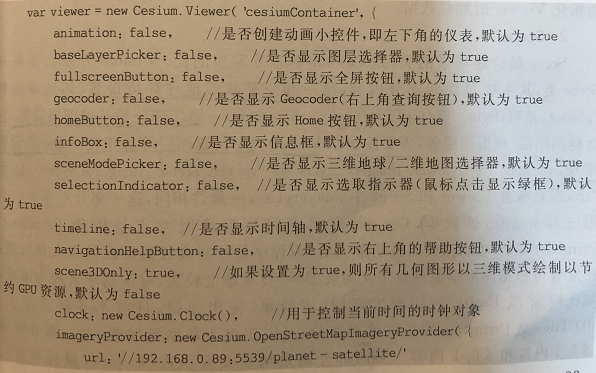 var viewer = new Cesium.Viewer( 'cesiumContainer', {
animation: false, //是否创建动画小控件,即左下角的仪表,默认为 true
baseLayerPicker: false, //是否显示图层选择器,默认为 true
fullscreenButton: false, //是否显示全屏按钮,默认为 true
geocoder: false, //是否显示 Geocoder(右上角查询按钮),默认为 true
homeButton: false, //是否显示 Home 按钮,默认为 true
infoBox: false, //是否显示信息框,默认为 true
sceneModePicker: false, //是否显示三维地球/二维地图选择器,默认为 true
selectionIndicator: false, //是否显示选取指示器(鼠标点击显示绿框),默认
为 true
timeline: false, //是否显示时间轴,默认为 true
navigationHelpButton: false, //是否显示右上角的帮助按钮,默认为 true
scene3DOnly: true, //如果设置为 true,则所有几何图形以三维模式绘制以节
约 GPU 资源,默认为 false
clock: new Cesium.Clock(), //用于控制当前时间的时钟对象
imageryProvider: new Cesium.OpenStreetMapImageryProvider( {
url: '//192.168.0.89:5539/planet-satellite/'